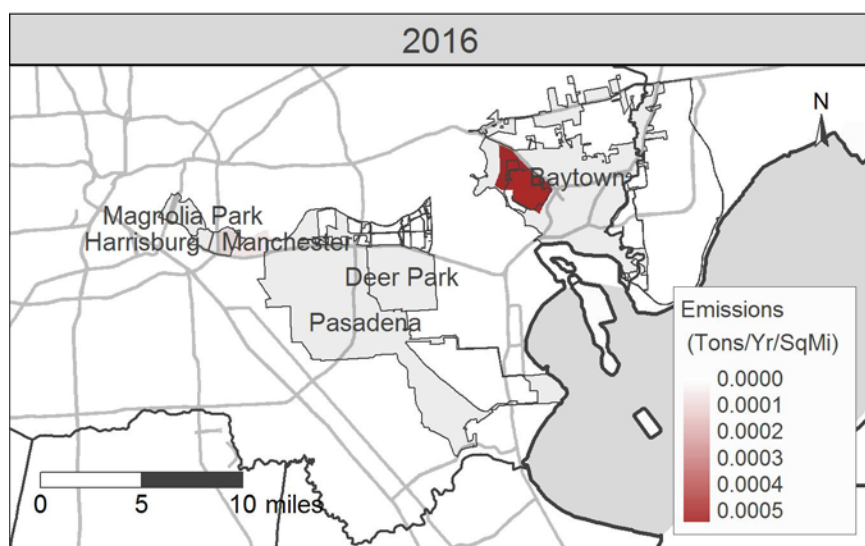 2016
N
Baytown
Magnolia Park
Harrisburg Manchester
Deer Park
Pasadena
Emissions
(Tons/Yr/SqMi)
0.0000
0.0001
0.0002
0.0003
0.0004
0.0005
0 5 10 miles